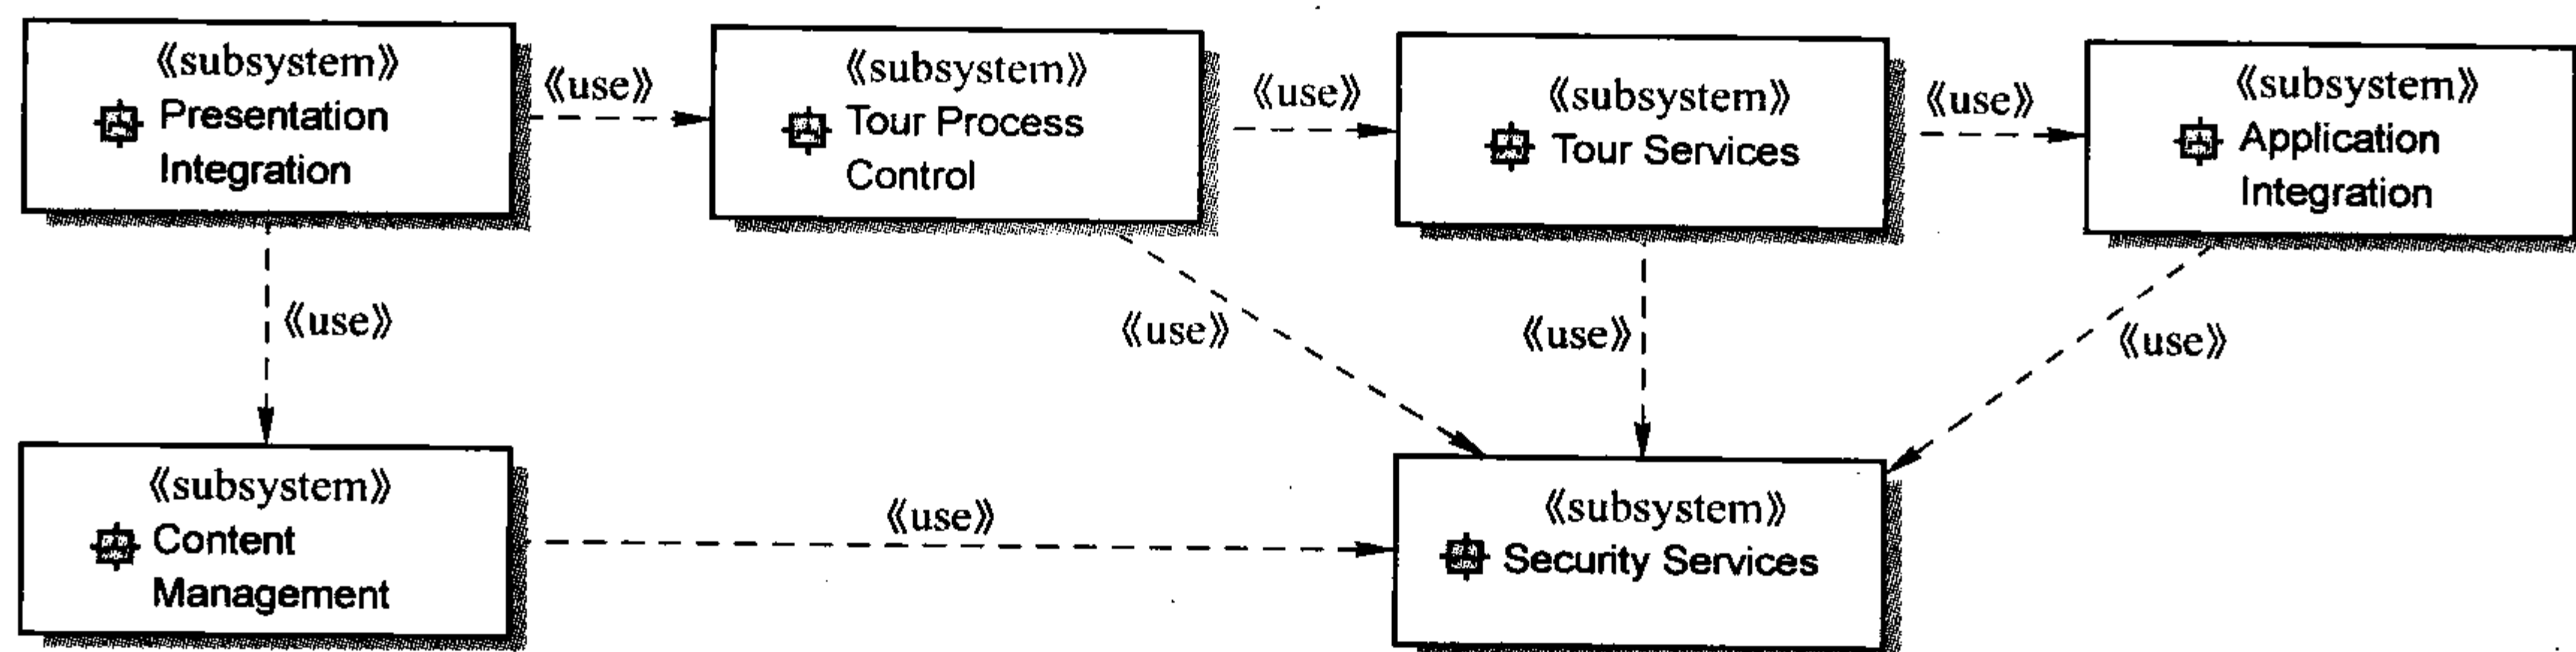 《subsystem》
Presentation
Integration
《use》
《subsystem》
Tour Process
Control
《use》
《subsystem》
Tour Services
《use》
《subsystem》
Application
Integration
《use》
《use》
《use》
《use》
《subsystem》
Content
Management
《use》
《subsystem》
Security Services